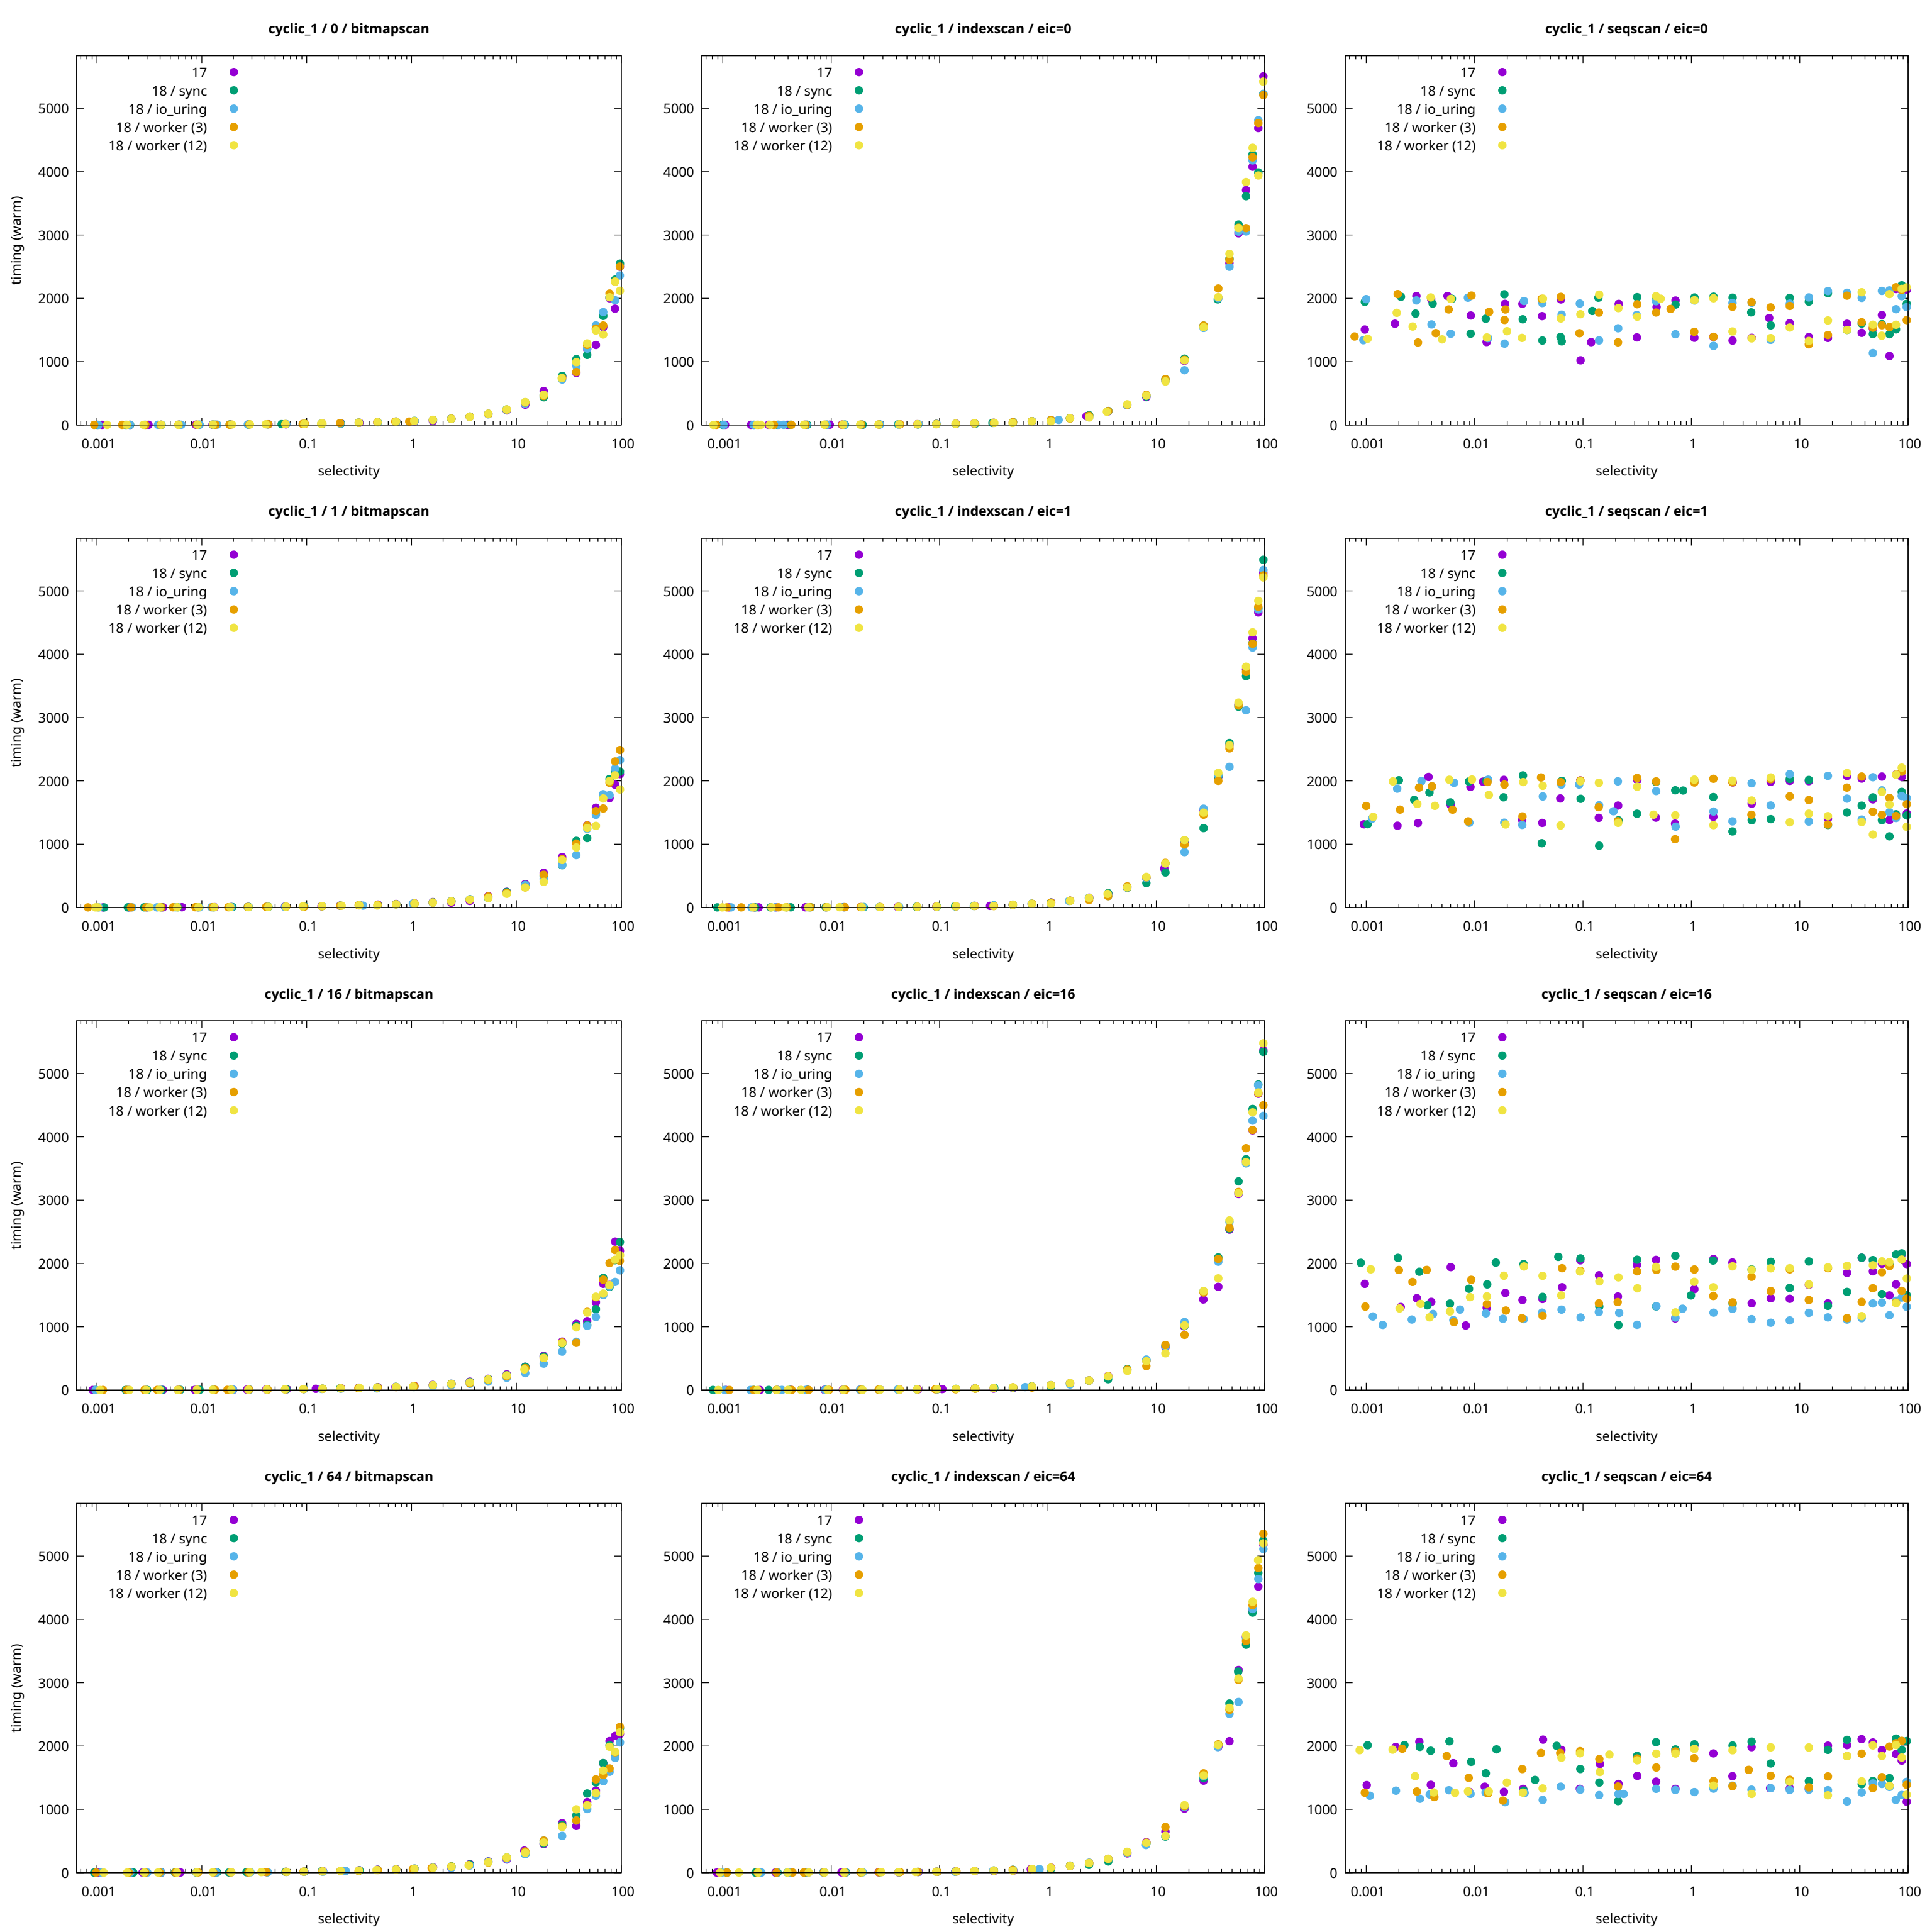 cyclic_1 / 0 / bitmapscan
timing (warm)
5000
4000
3000
2000
1000
0
17
18 / sync
18 / io_uring
18 / worker (3)
18 / worker (12)
0.001 0.01 0.1 1 10 100
selectivity
cyclic_1 / indexscan / eic=0
5000
4000
3000
2000
1000
0
17
18 / sync
18 / io_uring
18 / worker (3)
18 / worker (12)
0.001 0.01 0.1 1 10 100
selectivity
cyclic_1 / seqscan / eic=0
5000
4000
3000
2000
1000
0
17
18 / sync
18 / io_uring
18 / worker (3)
18 / worker (12)
0.001 0.01 0.1 1 10 100
selectivity
cyclic_1 / 1 / bitmapscan
timing (warm)
5000
4000
3000
2000
1000
0
17
18 / sync
18 / io_uring
18 / worker (3)
18 / worker (12)
0.001 0.01 0.1 1 10 100
selectivity
cyclic_1 / indexscan / eic=1
5000
4000
3000
2000
1000
0
17
18 / sync
18 / io_uring
18 / worker (3)
18 / worker (12)
0.001 0.01 0.1 1 10 100
selectivity
cyclic_1 / seqscan / eic=1
5000
4000
3000
2000
1000
0
17
18 / sync
18 / io_uring
18 / worker (3)
18 / worker (12)
0.001 0.01 0.1 1 10 100
selectivity
cyclic_1 / 16 / bitmapscan
timing (warm)
5000
4000
3000
2000
1000
0
17
18 / sync
18 / io_uring
18 / worker (3)
18 / worker (12)
0.001 0.01 0.1 1 10 100
selectivity
cyclic_1 / indexscan / eic=16
5000
4000
3000
2000
1000
0
17
18 / sync
18 / io_uring
18 / worker (3)
18 / worker (12)
0.001 0.01 0.1 1 10 100
selectivity
cyclic_1 / seqscan / eic=16
5000
4000
3000
2000
1000
0
17
18 / sync
18 / io_uring
18 / worker (3)
18 / worker (12)
0.001 0.01 0.1 1 10 100
selectivity
cyclic_1 / 64 / bitmapscan
timing (warm)
5000
4000
3000
2000
1000
0
17
18 / sync
18 / io_uring
18 / worker (3)
18 / worker (12)
0.001 0.01 0.1 1 10 100
selectivity
cyclic_1 / indexscan / eic=64
5000
4000
3000
2000
1000
0
17
18 / sync
18 / io_uring
18 / worker (3)
18 / worker (12)
0.001 0.01 0.1 1 10 100
selectivity
cyclic_1 / seqscan / eic=64
5000
4000
3000
2000
1000
0
17
18 / sync
18 / io_uring
18 / worker (3)
18 / worker (12)
0.001 0.01 0.1 1 10 100
selectivity